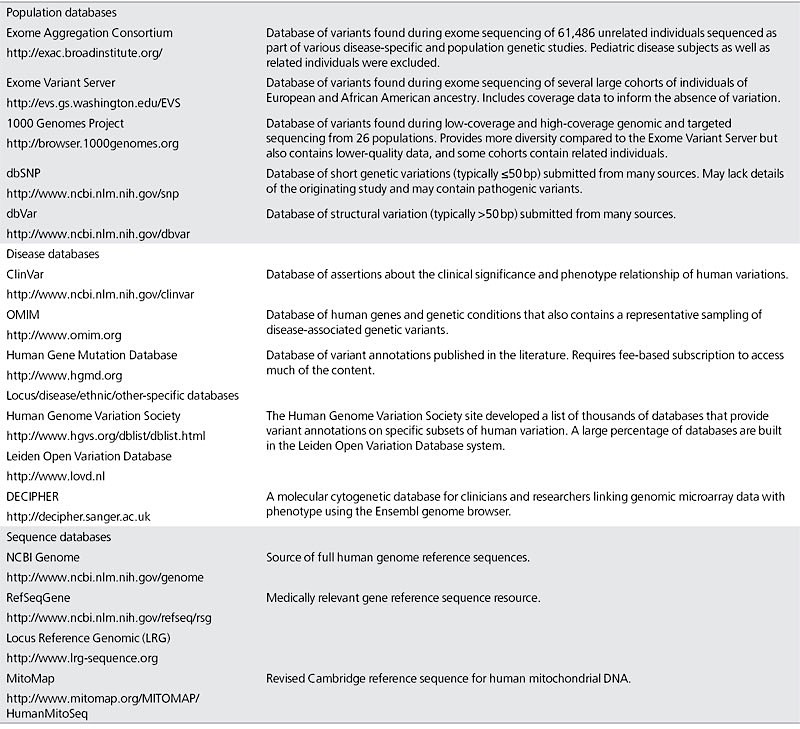 Population databases
Exome Aggregation Consortium
http://exac.broadinstitute.org/
Database of variants found during exome sequencing of 61,486 unrelated individuals sequenced as
part of various disease-specific and population genetic studies. Pediatric disease subjects as well as
related individuals were excluded.
Exome Variant Server
http://evs.gs.washington.edu/EVS
Database of variants found during exome sequencing of several large cohorts of individuals of
European and African American ancestry. Includes coverage data to inform the absence of variation.
1000 Genomes Project
http://browser.1000genomes.org
Database of variants found during low-coverage and high-coverage genomic and targeted
sequencing from 26 populations. Provides more diversity compared to the Exome Variant Server but
also contains lower-quality data, and some cohorts contain related individuals.
dbSNP
http://www.ncbi.nlm.nih.gov/snp
Database of short genetic variations (typically ≤50 bp) submitted from many sources. May lack details
of the originating study and may contain pathogenic variants.
dbVar
http://www.ncbi.nlm.nih.gov/dbvar
Database of structural variation (typically >50 bp) submitted from many sources.
Disease databases
ClinVar
http://www.ncbi.nlm.nih.gov/clinvar
Database of assertions about the clinical significance and phenotype relationship of human variations.
OMIM
http://www.omim.org
Database of human genes and genetic conditions that also contains a representative sampling of
disease-associated genetic variants.
Human Gene Mutation Database
http://www.hgmd.org
Database of variant annotations published in the literature. Requires fee-based subscription to access
much of the content.
Locus/disease/ethnic/other-specific databases
Human Genome Variation Society
http://www.hgvs.org/dblist/dblist.html
Leiden Open Variation Database
http://www.lovd.nl
The Human Genome Variation Society site developed a list of thousands of databases that provide
variant annotations on specific subsets of human variation. A large percentage of databases are built
in the Leiden Open Variation Database system.
DECIPHER
http://decipher.sanger.ac.uk
A molecular cytogenetic database for clinicians and researchers linking genomic microarray data with
phenotype using the Ensembl genome browser.
Sequence databases
NCBI Genome
http://www.ncbi.nlm.nih.gov/genome
Source of full human genome reference sequences.
RefSeqGene
http://www.ncbi.nlm.nih.gov/refseq/rsg
Medically relevant gene reference sequence resource.
Locus Reference Genomic (LRG)
http://www.lrg-sequence.org
MitoMap
http://www.mitomap.org/MITOMAP/
HumanMitoSeq
Revised Cambridge reference sequence for human mitochondrial DNA.